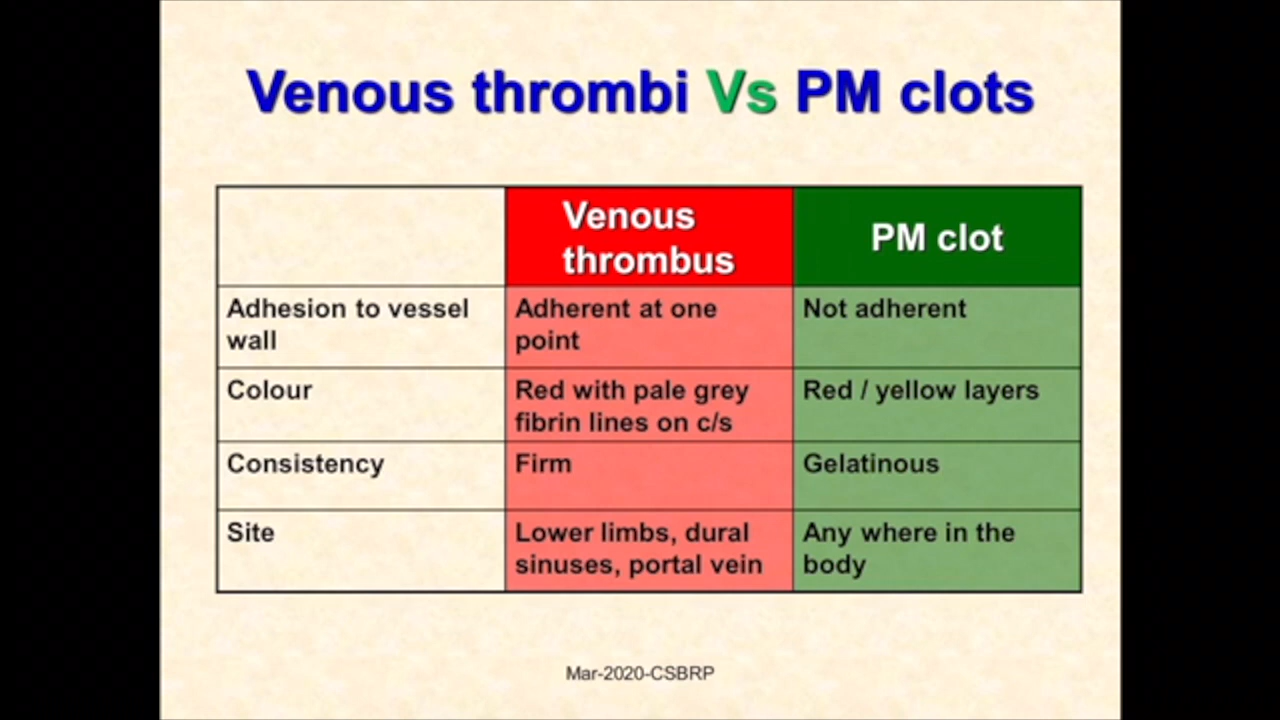 Venous thrombi Vs PM clots
Venous
thrombus
PM clot
Adhesion to vessel
wall
Adherent at one
point
Not adherent
Colour
Red with pale grey
fibrin lines on c/s
Red / yellow layers
Consistency
Firm
Gelatinous
Site
Lower limbs, dural
sinuses, portal vein
Any where in the
body
Mar-2020-CSBRP